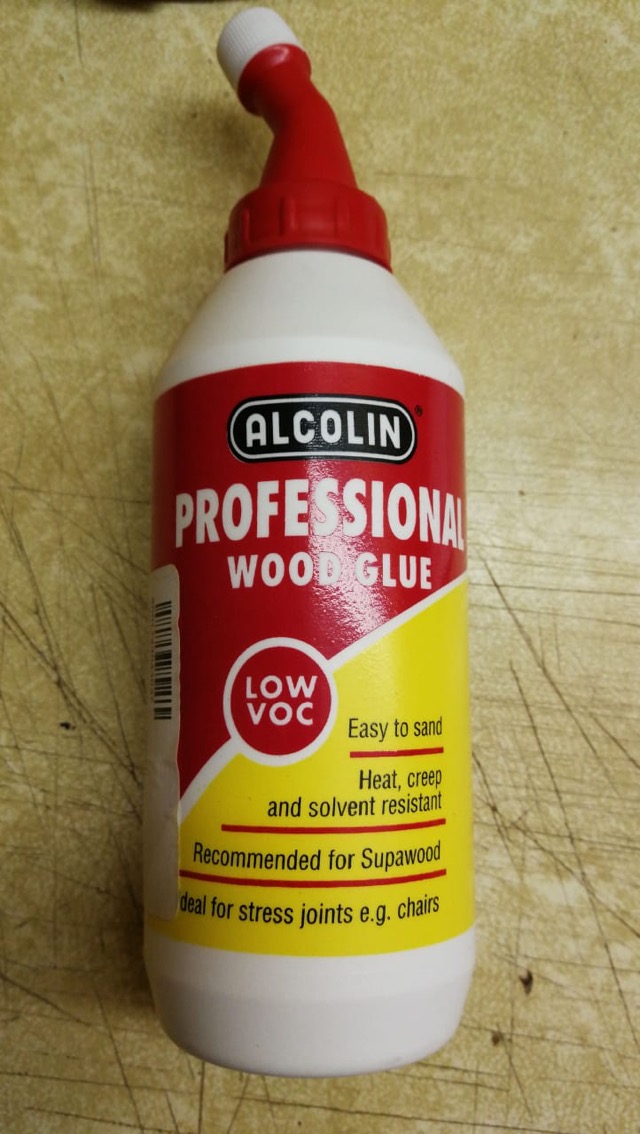 ALCOLIN®
PROFESSIONAL
WOOD GLUE
LOW
VOC
Easy to sand
Heat, creep
and solvent resistant
Recommended for Supawood
deal for stress joints e.g. chairs